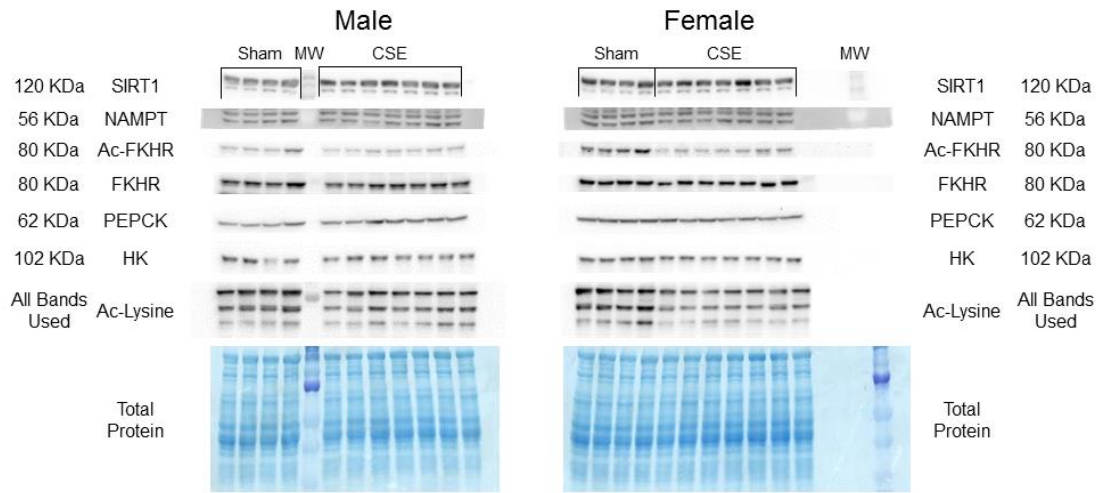 Male
Female
Sham MW CSE
Sham CSE MW
120 KDa SIRT1
SIRT1 120 KDa
56 KDa NAMPT
NAMPT 56 KDa
80 KDa Ac-FKHR
Ac-FKHR 80 KDa
80 KDa FKHR
FKHR 80 KDa
62 KDa PEPCK
PEPCK 62 KDa
102 KDa HK
HK 102 KDa
All Bands
Used
Ac-Lysine
Ac-Lysine
All Bands
Used
Total
Protein
Total
Protein